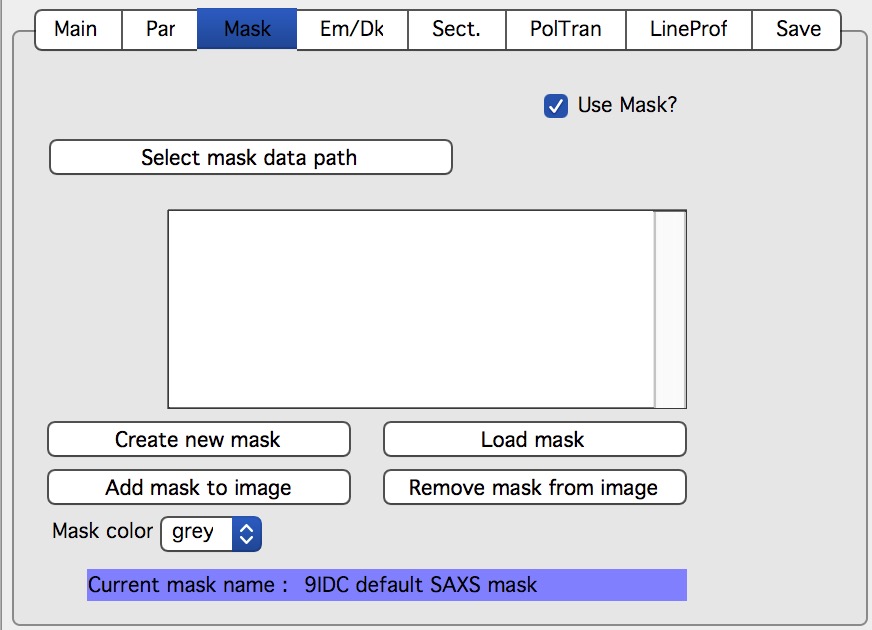 Main Par Mask Em/Dk Sect. PolTran LineProf Save
Use Mask?
Select mask data path
Create new mask Load mask
Add mask to image Remove mask from image
Mask color grey
Current mask name : 9IDC default SAXS mask